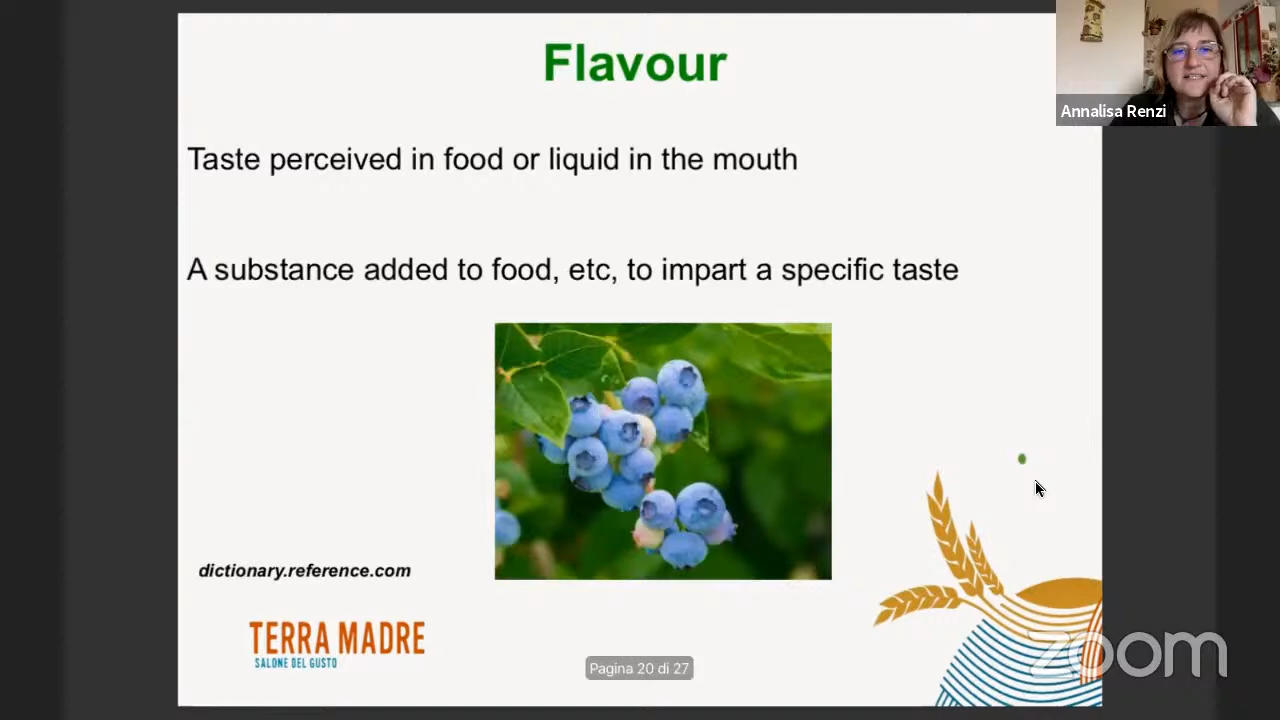 Flavour
Annalisa Renzi
Taste perceived in food or liquid in the mouth
A substance added to food, etc, to impart a specific taste
dictionary.reference.com
TERRA MADRE
SALONE DEL GUSTO
Pagina 20 di 27
zoom